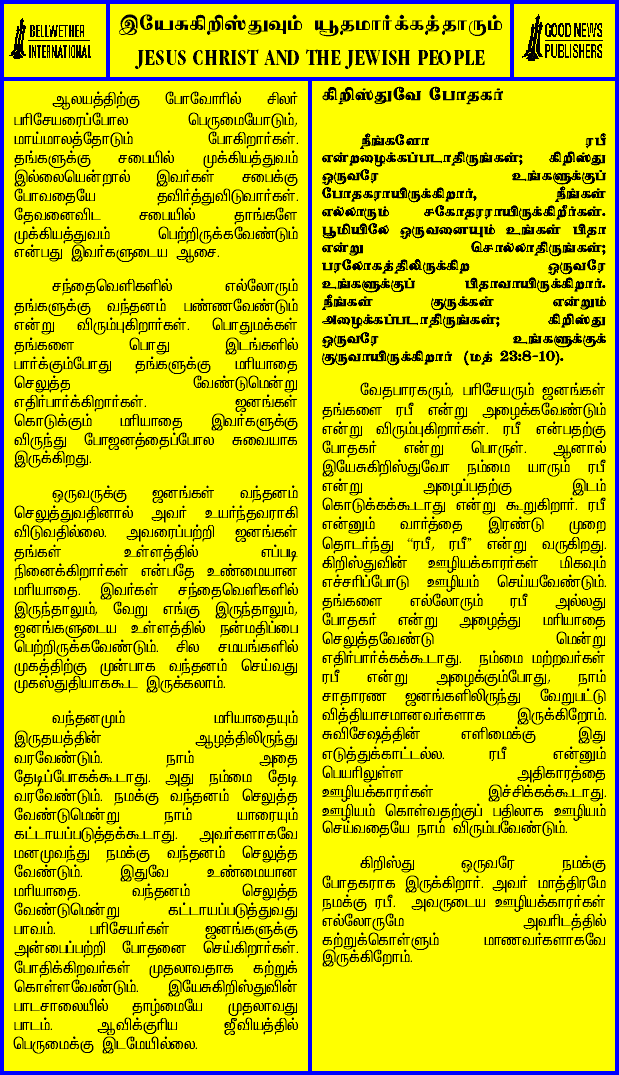 BELLWETHER
INTERNATIONAL
இயேசுகிறிஸ்துவும் யூதமார்க்கத்தாரும்
JESUS CHRIST AND THE JEWISH PEOPLE
GOOD NEWS
PUBLISHERS
ஆலயத்திற்கு போவோரில் சிலர்
பரிசேயரைப்போல பெருமையோடும்,
மாய்மாலத்தோடும் போகிறார்கள்.
தங்களுக்கு சபையில் முக்கியத்துவம்
இல்லையென்றால் இவர்கள் சபைக்கு
போவதையே தவிர்த்துவிடுவார்கள்.
தேவனைவிட சபையில் தாங்களே
முக்கியத்துவம் பெற்றிருக்கவேண்டும்
என்பது இவர்களுடைய ஆசை.
சந்தைவெளிகளில் எல்லோரும்
தங்களுக்கு வந்தனம் பண்ணவேண்டும்
என்று விரும்புகிறார்கள். பொதுமக்கள்
தங்களை பொது இடங்களில்
பார்க்கும்போது தங்களுக்கு மரியாதை
செலுத்த வேண்டுமென்று
எதிர்பார்க்கிறார்கள். ஜனங்கள்
கொடுக்கும் மரியாதை இவர்களுக்கு
விருந்து போஜனத்தைப்போல சுவையாக
இருக்கிறது.
ஒருவருக்கு ஜனங்கள் வந்தனம்
செலுத்துவதினால் அவர் உயர்ந்தவராகி
விடுவதில்லை. அவரைப்பற்றி ஜனங்கள்
தங்கள் உள்ளத்தில் எப்படி
நினைக்கிறார்கள் என்பதே உண்மையான
மரியாதை. இவர்கள் சந்தைவெளிகளில்
இருந்தாலும், வேறு எங்கு இருந்தாலும்,
ஜனங்களுடைய உள்ளத்தில் நன்மதிப்பை
பெற்றிருக்கவேண்டும். சில சமயங்களில்
முகத்திற்கு முன்பாக வந்தனம் செய்வது
முகஸ்துதியாககூட இருக்கலாம்.
வந்தனமும் மரியாதையும்
இருதயத்தின் ஆழத்திலிருந்து
வரவேண்டும். நாம் அதை
தேடிப்போகக்கூடாது. அது நம்மை தேடி
வரவேண்டும். நமக்கு வந்தனம் செலுத்த
வேண்டுமென்று நாம் யாரையும்
கட்டாயப்படுத்தக்கூடாது. அவர்களாகவே
மனமுவந்து நமக்கு வந்தனம் செலுத்த
வேண்டும். இதுவே உண்மையான
மரியாதை. வந்தனம் செலுத்த
வேண்டுமென்று கட்டாயப்படுத்துவது
பாவம். பரிசேயர்கள் ஜனங்களுக்கு
அன்பைப்பற்றி போதனை செய்கிறார்கள்.
போதிக்கிறவர்கள் முதலாவதாக கற்றுக்
கொள்ளவேண்டும். இயேசுகிறிஸ்துவின்
பாடசாலையில் தாழ்மையே முதலாவது
பாடம். ஆவிக்குரிய ஜீவியத்தில்
பெருமைக்கு இடமேயில்லை.
கிறிஸ்துவே போதகர்
நீங்களோ ரபீ
என்றழைக்கப்படாதிருங்கள்; கிறிஸ்து
ஒருவரே உங்களுக்குப்
போதகராயிருக்கிறார், நீங்கள்
எல்லாரும் சகோதரராயிருக்கிறீர்கள்.
பூமியிலே ஒருவனையும் உங்கள் பிதா
என்று சொல்லாதிருங்கள்;
பரலோகத்திலிருக்கிற ஒருவரே
உங்களுக்குப் பிதாவாயிருக்கிறார்.
நீங்கள் குருக்கள் என்றும்
அழைக்கப்படாதிருங்கள்; கிறிஸ்து
ஒருவரே உங்களுக்குக்
குருவாயிருக்கிறார் (மத் 23:8-10).
வேதபாரகரும், பரிசேயரும் ஜனங்கள்
தங்களை ரபீ என்று அழைக்கவேண்டும்
என்று விரும்புகிறார்கள். ரபீ என்பதற்கு
போதகர் என்று பொருள். ஆனால்
இயேசுகிறிஸ்துவோ நம்மை யாரும் ரபீ
என்று அழைப்பதற்கு இடம்
கொடுக்கக்கூடாது என்று கூறுகிறார். ரபீ
என்னும் வார்த்தை இரண்டு முறை
தொடர்ந்து "ரபீ, ரபீ" என்று வருகிறது.
கிறிஸ்துவின் ஊழியக்காரர்கள் மிகவும்
எச்சரிப்போடு ஊழியம் செய்யவேண்டும்.
தங்களை எல்லோரும் ரபீ அல்லது
போதகர் என்று அழைத்து மரியாதை
செலுத்தவேண்டு மென்று
எதிர்பார்க்கக்கூடாது. நம்மை மற்றவர்கள்
ரபீ என்று அழைக்கும்போது, நாம்
சாதாரண ஜனங்களிலிருந்து வேறுபட்டு
வித்தியாசமானவர்களாக இருக்கிறோம்.
சுவிசேஷத்தின் எளிமைக்கு இது
எடுத்துக்காட்டல்ல. ரபீ என்னும்
பெயரிலுள்ள அதிகாரத்தை
ஊழியக்காரர்கள் இச்சிக்கக்கூடாது.
ஊழியம் கொள்வதற்குப் பதிலாக ஊழியம்
செய்வதையே நாம் விரும்பவேண்டும்.
கிறிஸ்து ஒருவரே நமக்கு
போதகராக இருக்கிறார். அவர் மாத்திரமே
நமக்கு ரபீ. அவருடைய ஊழியக்காரர்கள்
எல்லோருமே அவரிடத்தில்
கற்றுக்கொள்ளும் மாணவர்களாகவே
இருக்கிறோம்.